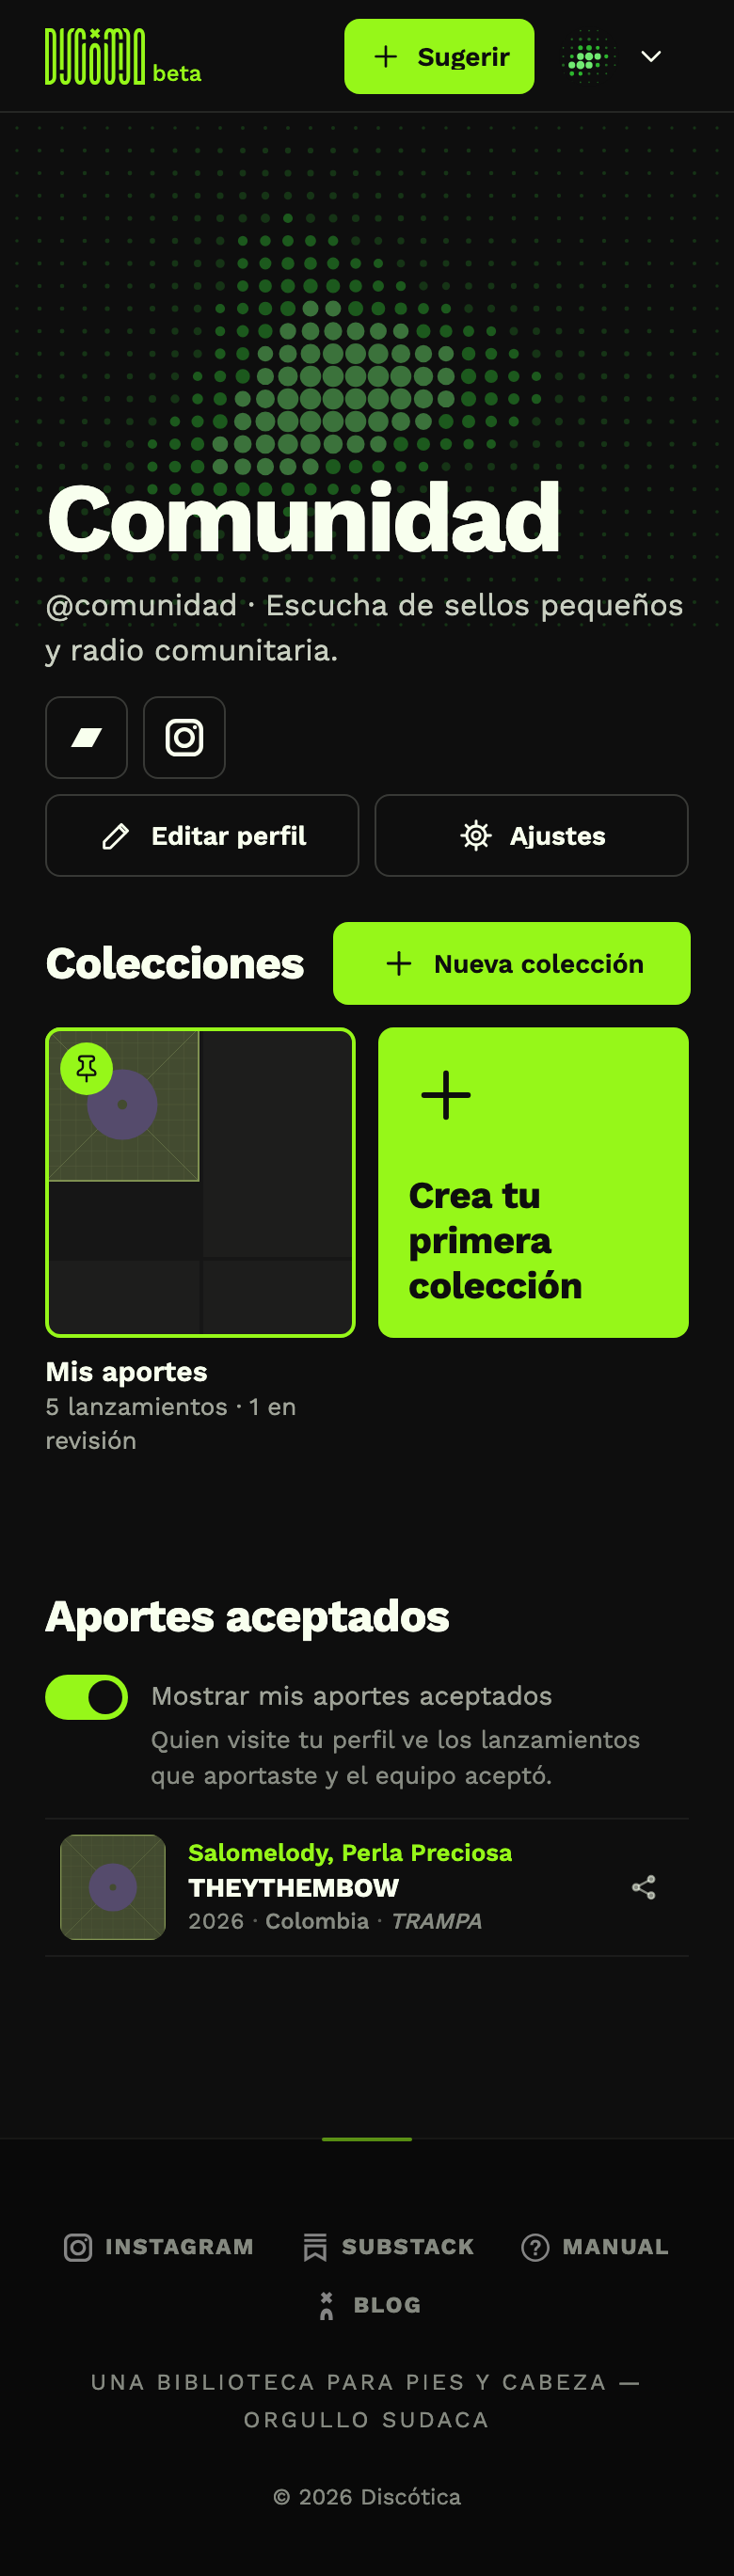 Discótica beta
Sugerir
Comunidad
@comunidad · Escucha de sellos pequeños
y radio comunitaria.
Editar perfil
Ajustes
Colecciones
Nueva colección
Crea tu
primera
colección
Mis aportes
5 lanzamientos · 1 en
revisión
Aportes aceptados
Mostrar mis aportes aceptados
Quien visite tu perfil ve los lanzamientos
que aportaste y el equipo aceptó.
Salomelody, Perla Preciosa
THEYTHEMBOW
2026 · Colombia · TRAMPA
INSTAGRAM
SUBSTACK
MANUAL
BLOG
UNA BIBLIOTECA PARA PIES Y CABEZA —
ORGULLO SUDACA
© 2026 Discótica